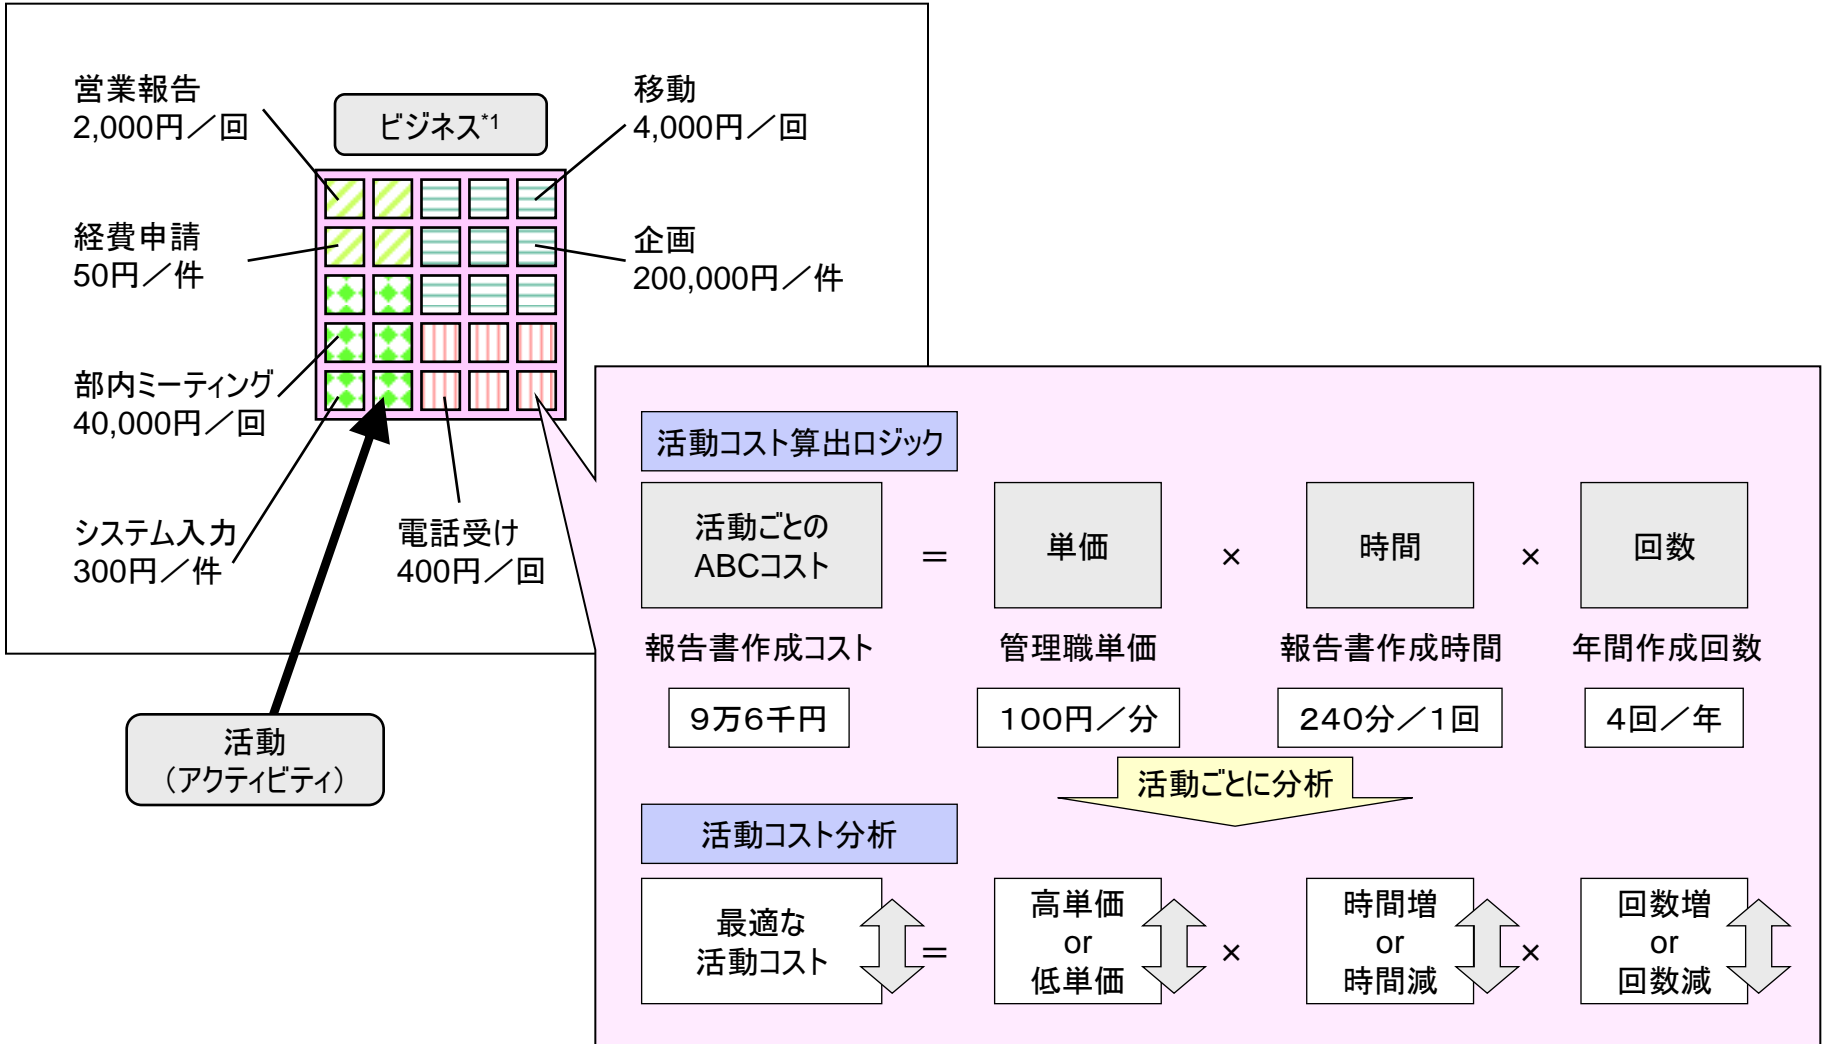 営業報告
2,000円／回
ビジネス*1
移動
4,000円／回
経費申請
50円／件
企画
200,000円／件
部内ミーティング
40,000円／回
システム入力
300円／件
電話受け
400円／回
活動
（アクティビティ）
活動コスト算出ロジック
活動ごとの
ABCコスト
＝
単価
×
時間
×
回数
報告書作成コスト
管理職単価
報告書作成時間
年間作成回数
９万６千円
１００円／分
２４０分／１回
４回／年
活動ごとに分析
活動コスト分析
最適な
活動コスト
＝
高単価
or
低単価
×
時間増
or
時間減
×
回数増
or
回数減